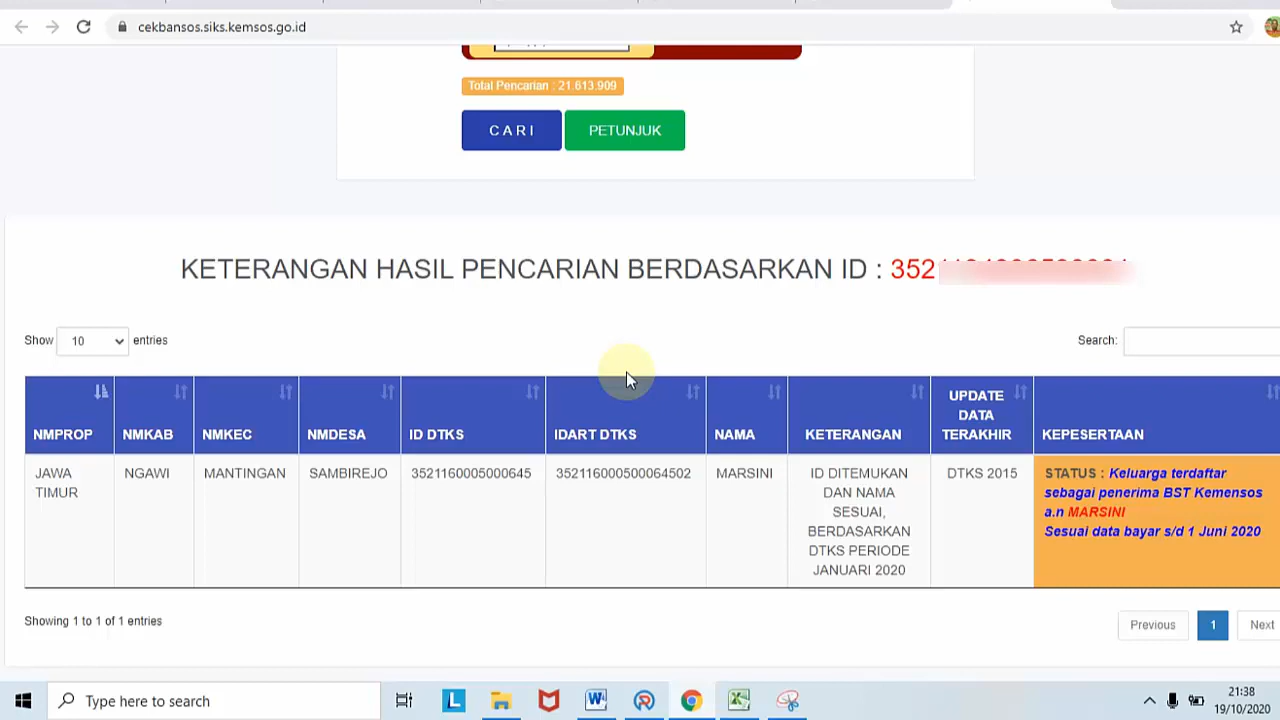 cekbansos.siks.kemsos.go.id
Total Pencarian : 21.613.909
C A R I
PETUNJUK
KETERANGAN HASIL PENCARIAN BERDASARKAN ID : 352
Show 10 entries
Search:
NMPROP
NMKAB
NMKEC
NMDESA
ID DTKS
IDART DTKS
NAMA
KETERANGAN
UPDATE
DATA
TERAKHIR
KEPESERTAAN
JAWA
TIMUR
NGAWI
MANTINGAN
SAMBIREJO
3521160005000645
352116000500064502
MARSINI
ID DITEMUKAN
DAN NAMA
SESUAI,
BERDASARKAN
DTKS PERIODE
JANUARI 2020
DTKS 2015
STATUS : Keluarga terdaftar
sebagai penerima BST Kemensos
a.n MARSINI
Sesuai data bayar s/d 1 Juni 2020
Showing 1 to 1 of 1 entries
Previous
1
Next
Type here to search
21:38
19/10/2020